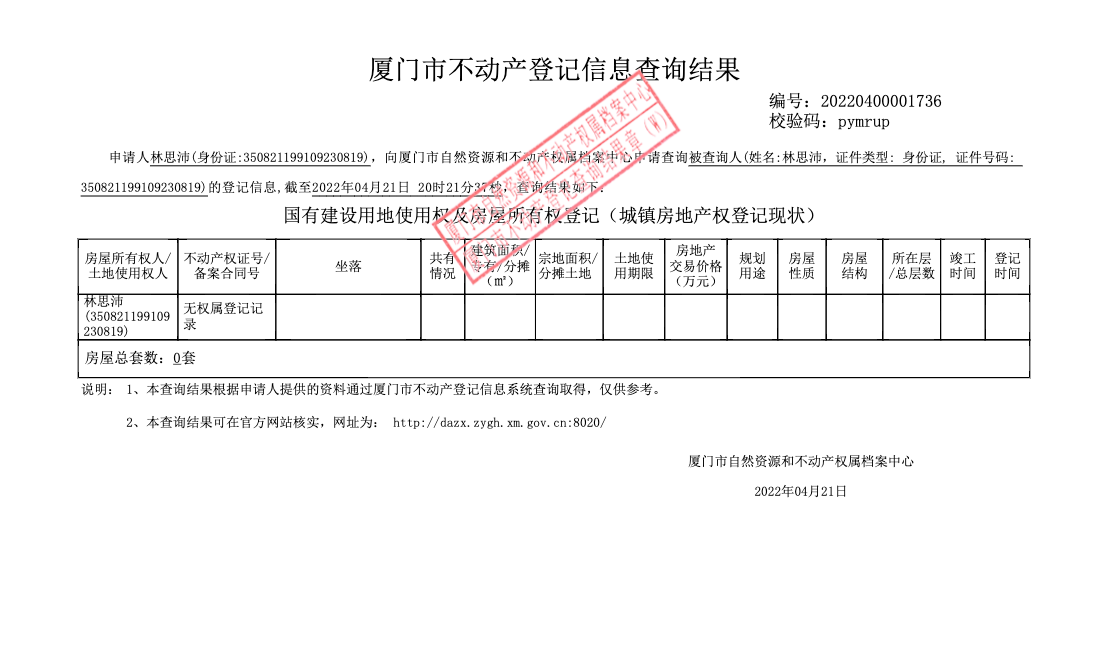 厦门市不动产登记信息查询结果
编号: 20220400001736
校验码: pymrup
申请人林思沛(身份证:350821199109230819), 向厦门市自然资源和不动产权属档案中心申请查询被查询人(姓名:林思沛, 证件类型: 身份证, 证件号码:
350821199109230819)的登记信息,截至2022年04月21日 20时21分37秒, 查询结果如下:
国有建设用地使用权及房屋所有权登记（城镇房地产权登记现状）
房屋所有权人/
土地使用权人
不动产权证号/
备案合同号
坐落
共有
情况
建筑面积/
专有/分摊
（㎡）
宗地面积/
分摊土地
土地使
用期限
房地产
交易价格
（万元）
规划
用途
房屋
性质
房屋
结构
所在层
/总层数
竣工
时间
登记
时间
林思沛
(350821199109
230819)
无权属登记记
录
房屋总套数: 0套
说明: 1、本查询结果根据申请人提供的资料通过厦门市不动产登记信息系统查询取得, 仅供参考。
2、本查询结果可在官方网站核实, 网址为: http://dazx.zygh.xm.gov.cn:8020/
厦门市自然资源和不动产权属档案中心
2022年04月21日
厦门市自然资源和不动产权属档案中心
厦门市不动产登记查询结果章（W）